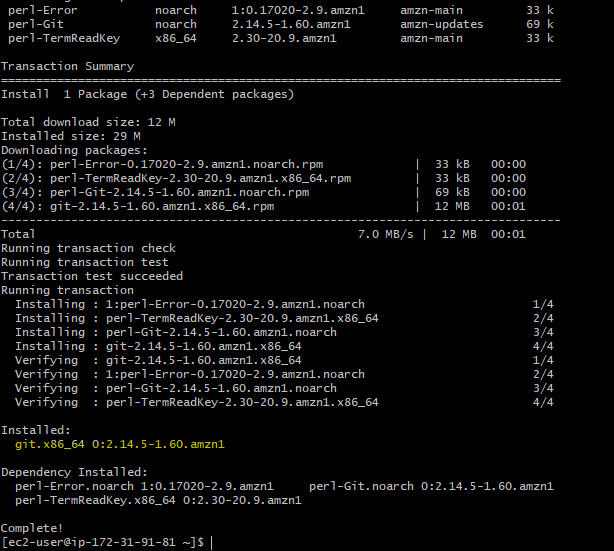 perl-Error noarch 1:0.17020-2.9.amzn1 amzn-main 33 k
perl-Git noarch 2.14.5-1.60.amzn1 amzn-updates 69 k
perl-TermReadKey x86_64 2.30-20.9.amzn1 amzn-main 33 k
Transaction Summary
================================================================================
Install 1 Package (+3 Dependent packages)
Total download size: 12 M
Installed size: 29 M
Downloading packages:
(1/4): perl-Error-0.17020-2.9.amzn1.noarch.rpm | 33 kB 00:00
(2/4): perl-TermReadKey-2.30-20.9.amzn1.x86_64.rpm | 33 kB 00:00
(3/4): perl-Git-2.14.5-1.60.amzn1.noarch.rpm | 69 kB 00:00
(4/4): git-2.14.5-1.60.amzn1.x86_64.rpm | 12 MB 00:01
--------------------------------------------------------------------------------
Total 7.0 MB/s | 12 MB 00:01
Running transaction check
Running transaction test
Transaction test succeeded
Running transaction
Installing : 1:perl-Error-0.17020-2.9.amzn1.noarch 1/4
Installing : perl-TermReadKey-2.30-20.9.amzn1.x86_64 2/4
Installing : perl-Git-2.14.5-1.60.amzn1.noarch 3/4
Installing : git-2.14.5-1.60.amzn1.x86_64 4/4
Verifying : git-2.14.5-1.60.amzn1.x86_64 1/4
Verifying : 1:perl-Error-0.17020-2.9.amzn1.noarch 2/4
Verifying : perl-Git-2.14.5-1.60.amzn1.noarch 3/4
Verifying : perl-TermReadKey-2.30-20.9.amzn1.x86_64 4/4
Installed:
git.x86_64 0:2.14.5-1.60.amzn1
Dependency Installed:
perl-Error.noarch 1:0.17020-2.9.amzn1 perl-Git.noarch 0:2.14.5-1.60.amzn1
perl-TermReadKey.x86_64 0:2.30-20.9.amzn1
Complete!
[ec2-user@ip-172-31-91-81 ~]$